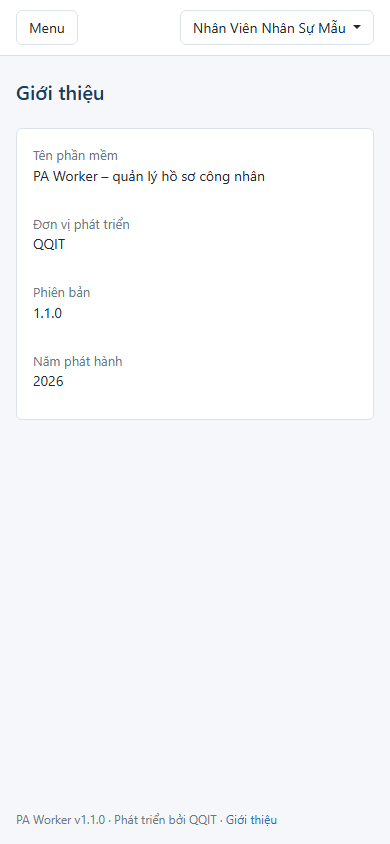 Menu
Nhân Viên Nhân Sự Mẫu
Giới thiệu
Tên phần mềm
PA Worker – quản lý hồ sơ công nhân
Đơn vị phát triển
QQIT
Phiên bản
1.1.0
Năm phát hành
2026
PA Worker v1.1.0 · Phát triển bởi QQIT · Giới thiệu